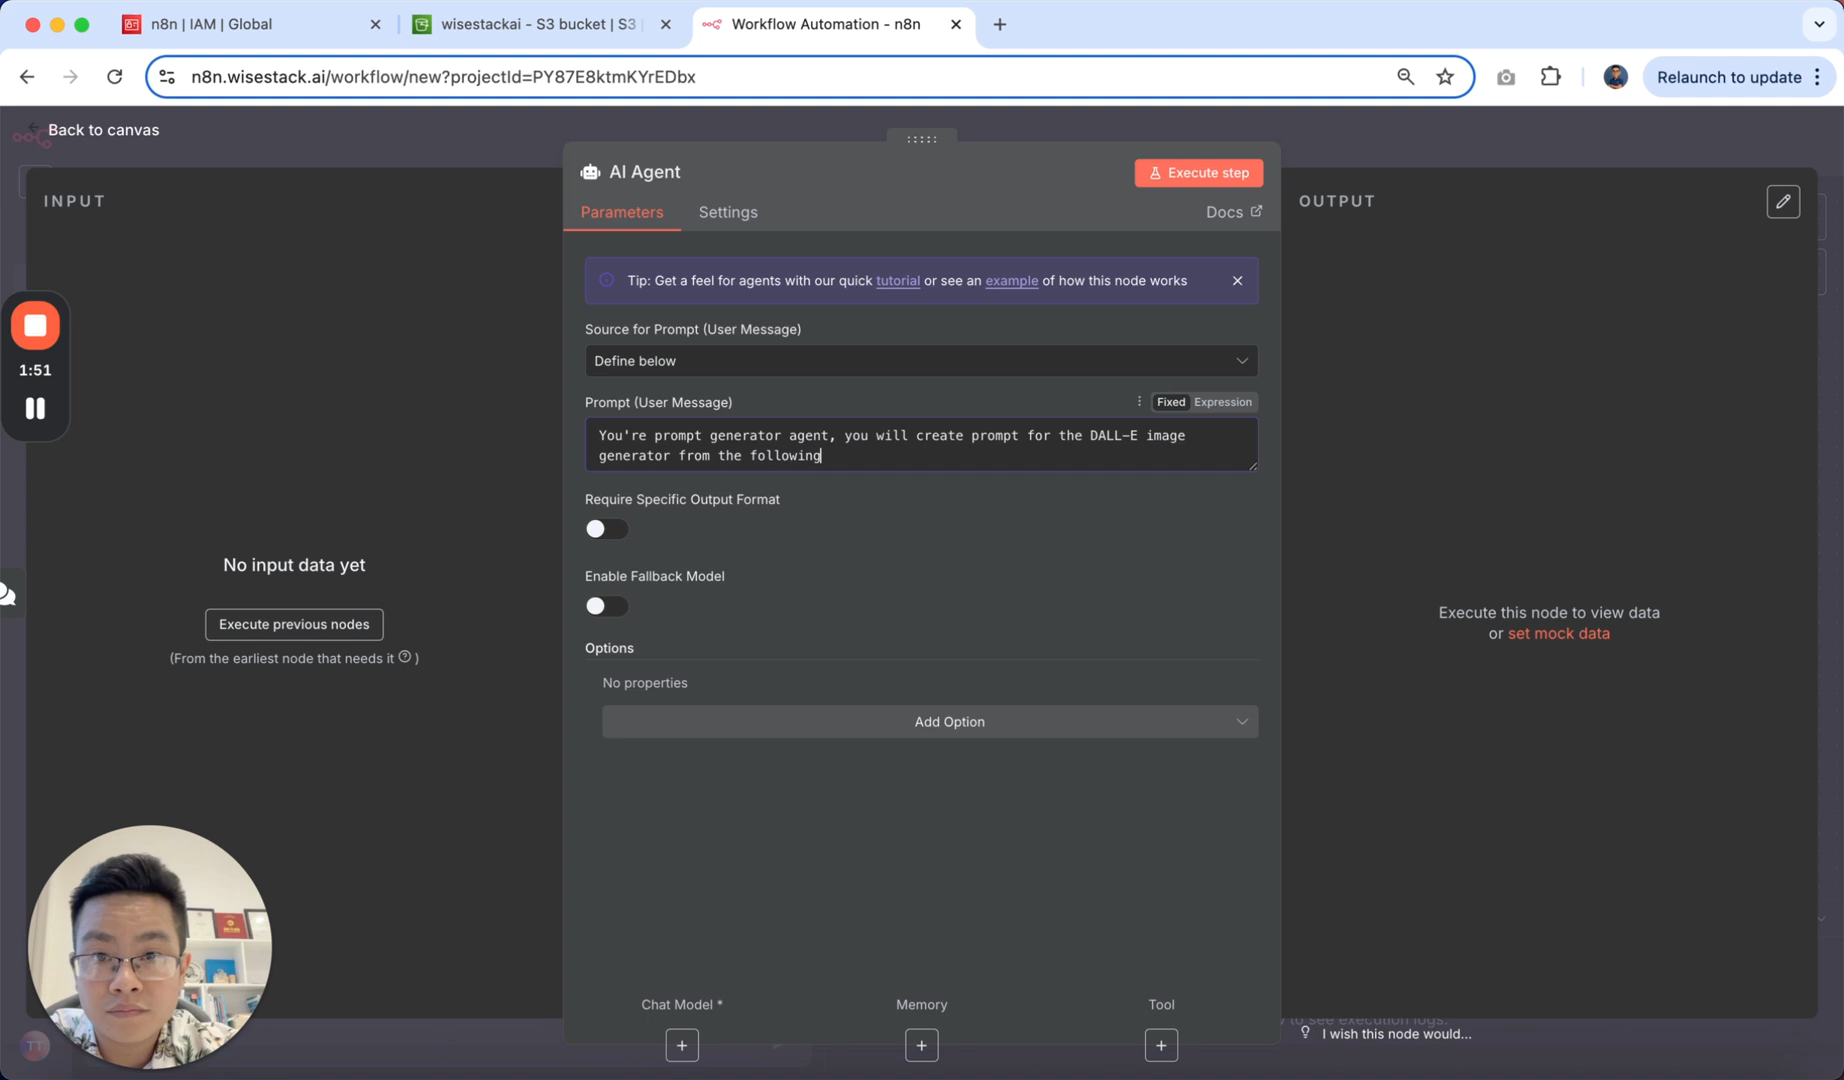 n8n | IAM | Global
wisestackai - S3 bucket | S3
Workflow Automation - n8n
n8n.wisestack.ai/workflow/new?projectId=PY87E8ktmKYrEDbx
Relaunch to update
Back to canvas
INPUT
AI Agent
Execute step
OUTPUT
Parameters
Settings
Docs
Tip: Get a feel for agents with our quick tutorial or see an example of how this node works
Source for Prompt (User Message)
Define below
1:51
Prompt (User Message)
Fixed
Expression
You're prompt generator agent, you will create prompt for the DALL-E image
generator from the following
Require Specific Output Format
No input data yet
Enable Fallback Model
Execute previous nodes
(From the earliest node that needs it ? )
Execute this node to view data
or set mock data
Options
No properties
Add Option
Chat Model *
Memory
Tool
to see execution logs.
I wish this node would...
TT